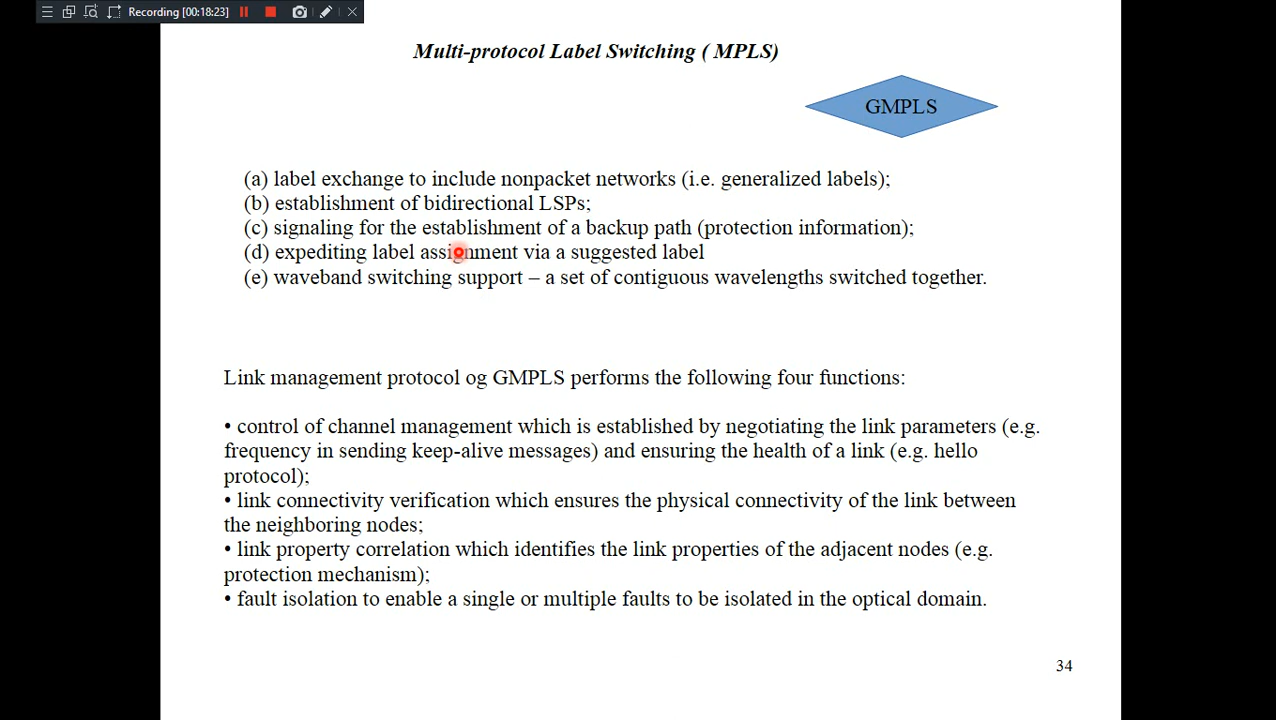 Recording [00:18:23]
Multi-protocol Label Switching ( MPLS)
GMPLS
(a) label exchange to include nonpacket networks (i.e. generalized labels);
(b) establishment of bidirectional LSPs;
(c) signaling for the establishment of a backup path (protection information);
(d) expediting label assignment via a suggested label
(e) waveband switching support – a set of contiguous wavelengths switched together.
Link management protocol og GMPLS performs the following four functions:
• control of channel management which is established by negotiating the link parameters (e.g.
frequency in sending keep-alive messages) and ensuring the health of a link (e.g. hello
protocol);
• link connectivity verification which ensures the physical connectivity of the link between
the neighboring nodes;
• link property correlation which identifies the link properties of the adjacent nodes (e.g.
protection mechanism);
• fault isolation to enable a single or multiple faults to be isolated in the optical domain.
34